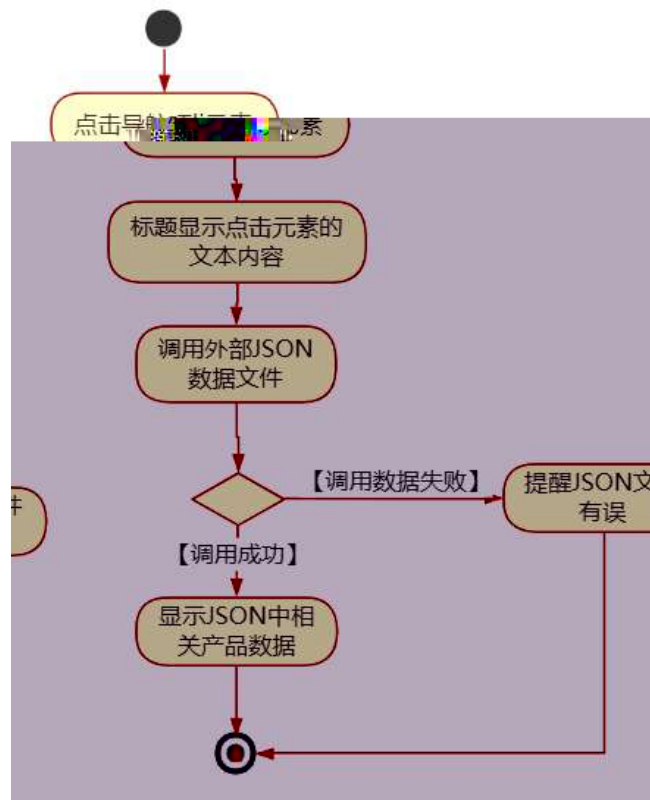 点击导航
元素
标题显示点击元素的
文本内容
调用外部JSON
数据文件
【调用数据失败】
提醒JSON文
有误
件
【调用成功】
显示JSON中相
关产品数据